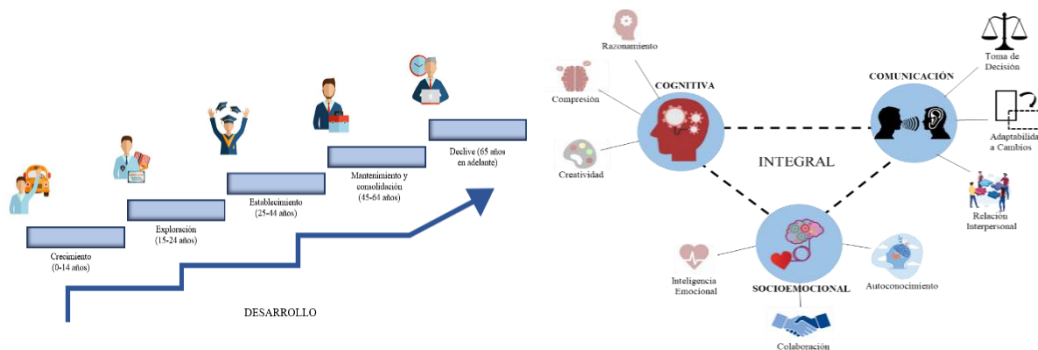 Crecimiento
(0-14 años)
Exploración
(15-24 años)
Establecimiento
(25-44 años)
Mantenimiento y
consolidación
(45-64 años)
Declive (65 años
en adelante)
DESARROLLO
Razonamiento
Compresión
Creatividad
COGNITIVA
COMUNICACIÓN
Toma de
Decisión
Adaptabilida
a Cambios
Relación
Interpersonal
INTEGRAL
Inteligencia
Emocional
SOCIOEMOCIONAL
Autoconocimiento
Colaboración